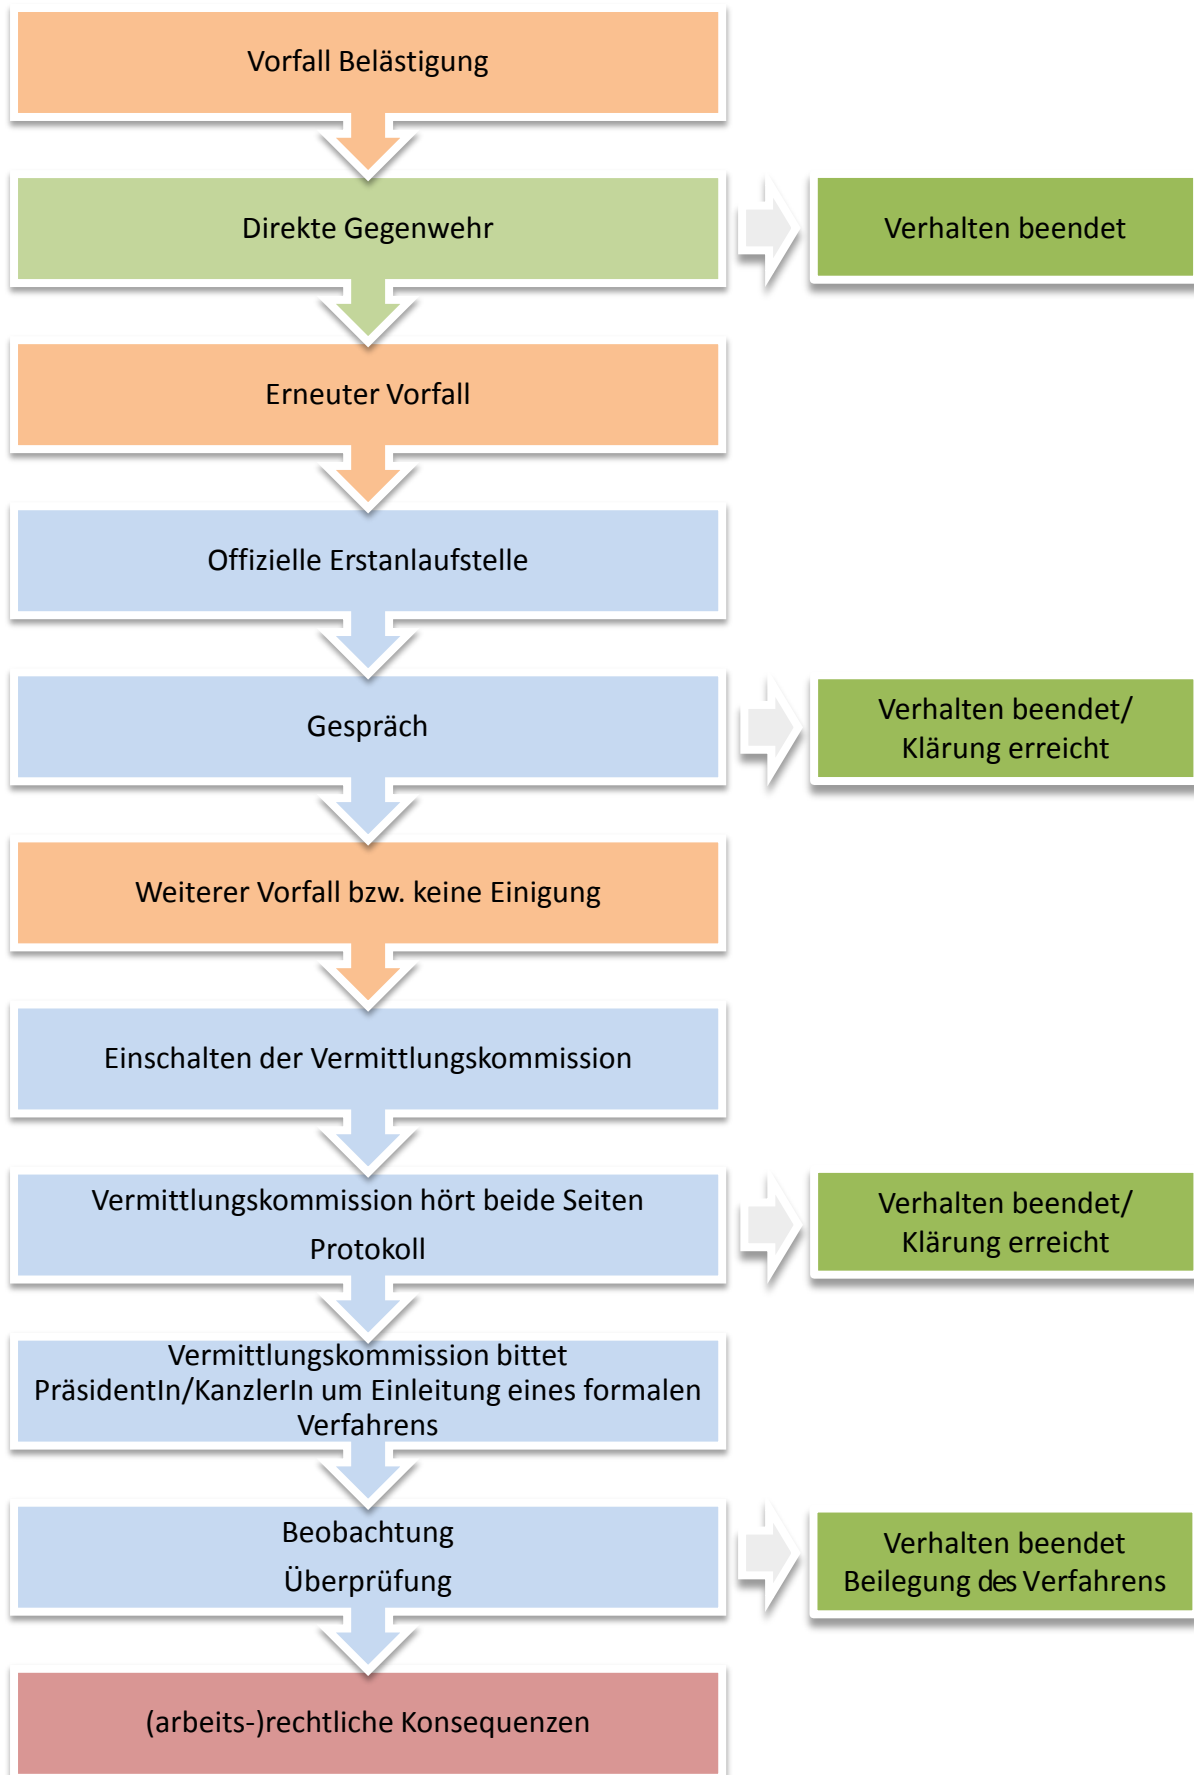 Vorfall Belästigung
Direkte Gegenwehr
Verhalten beendet
Erneuter Vorfall
Offizielle Erstanlaufstelle
Gespräch
Verhalten beendet/
Klärung erreicht
Weiterer Vorfall bzw. keine Einigung
Einschalten der Vermittlungskommission
Vermittlungskommission hört beide Seiten
Protokoll
Verhalten beendet/
Klärung erreicht
Vermittlungskommission bittet
PräsidentIn/KanzlerIn um Einleitung eines formalen
Verfahrens
Beobachtung
Überprüfung
Verhalten beendet
Beilegung des Verfahrens
(arbeits-)rechtliche Konsequenzen